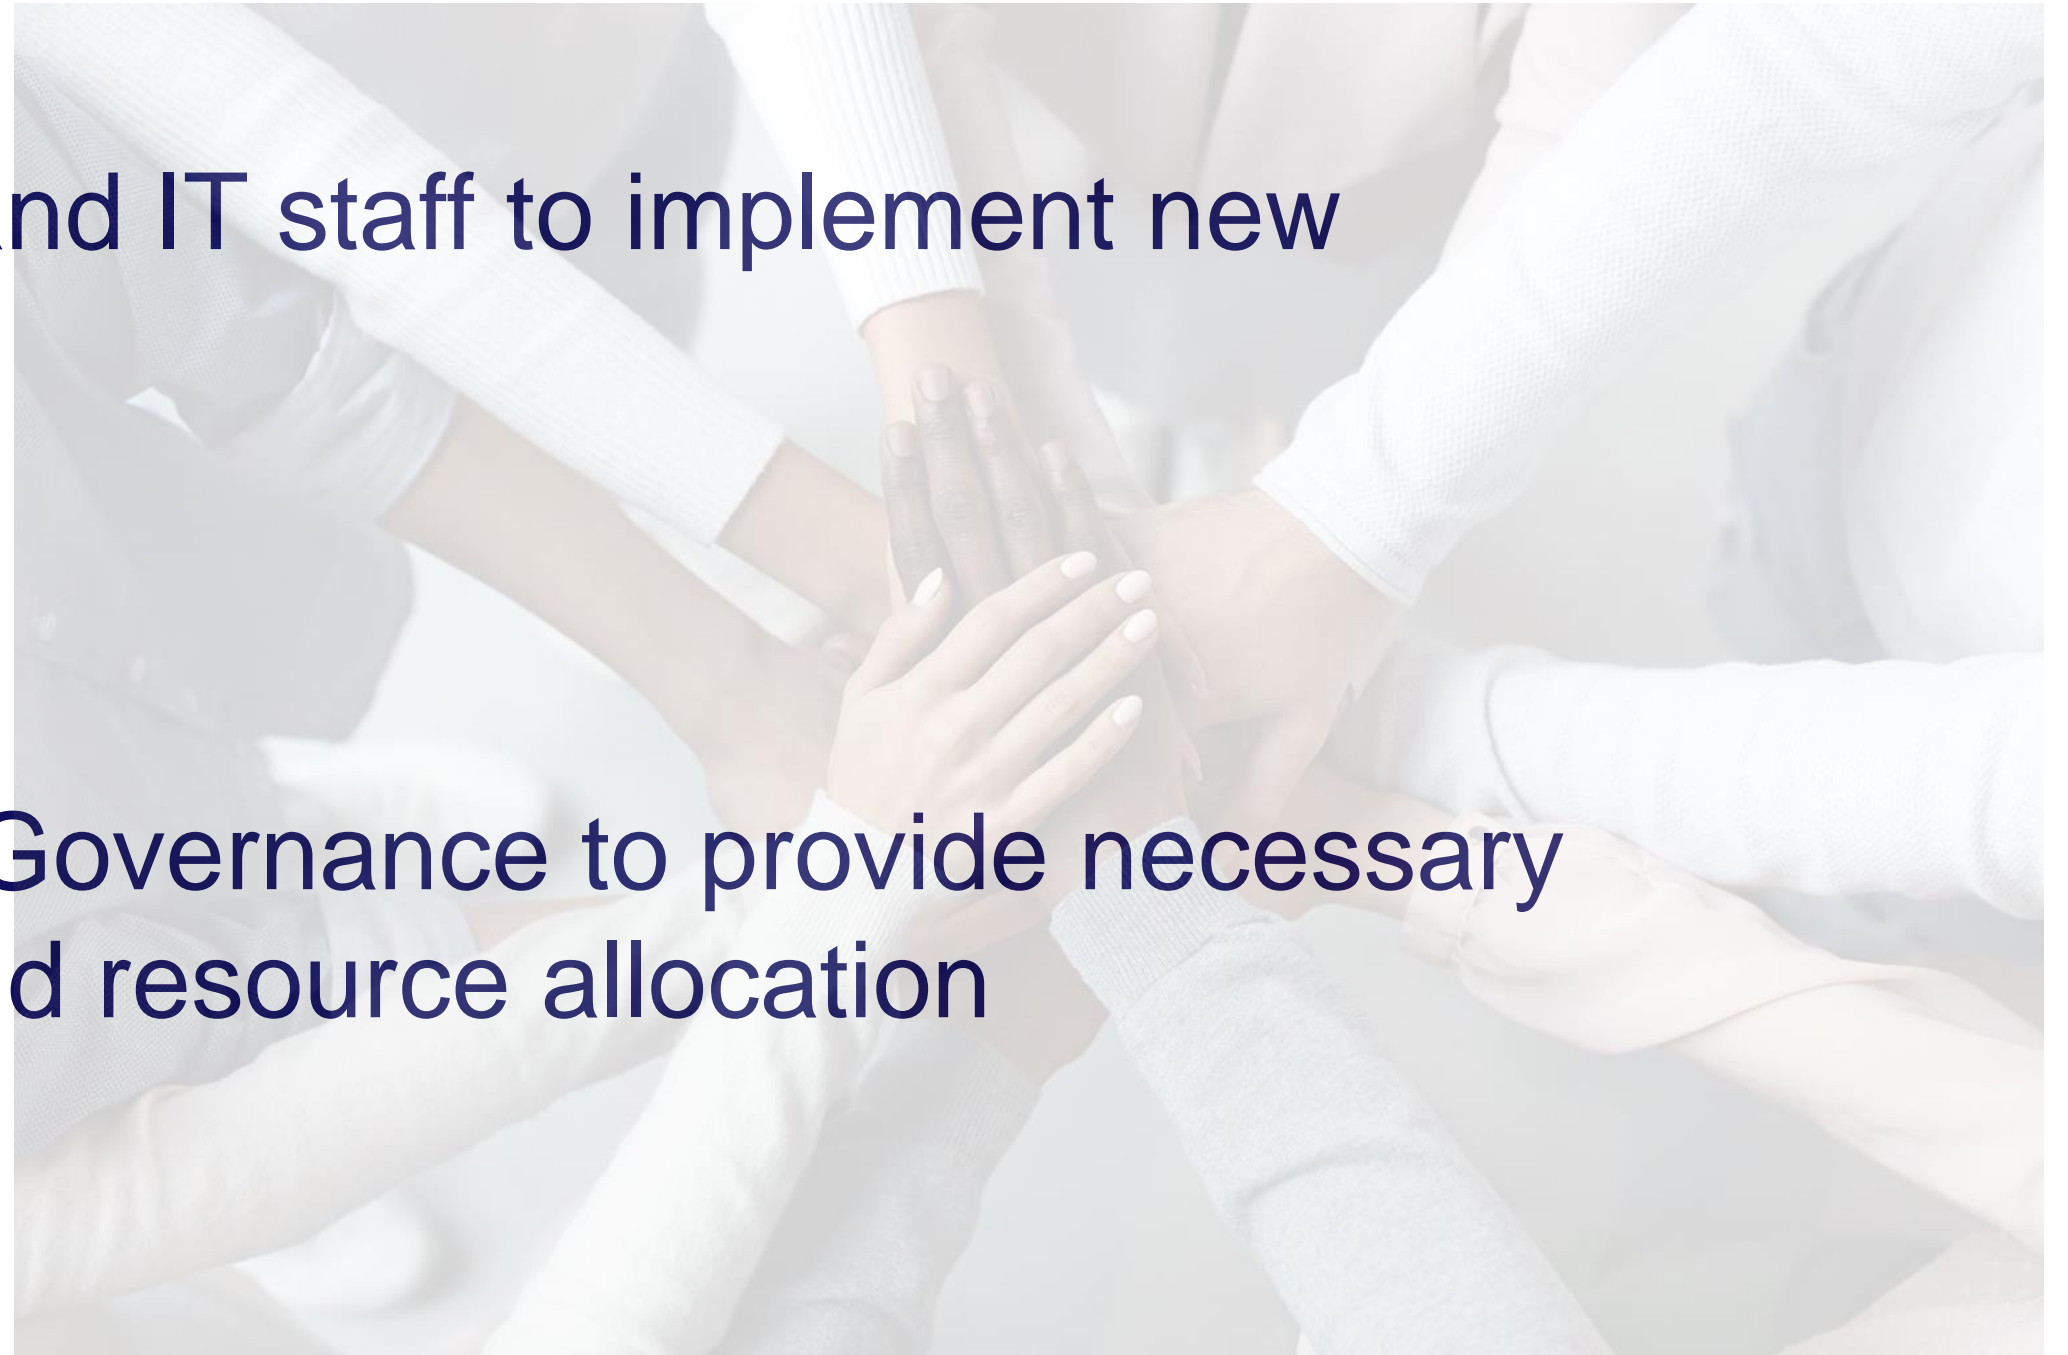 nd IT staff to implement new
Governance to provide necessary
d resource allocation